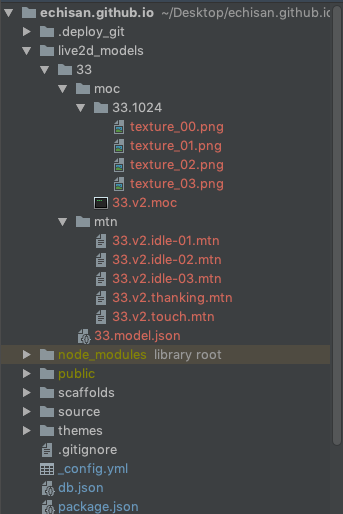 echisan.github.io ~/Desktop/echisan.github.io
.deploy_git
live2d_models
33
moc
33.1024
texture_00.png
texture_01.png
texture_02.png
texture_03.png
33.v2.moc
mtn
33.v2.idle-01.mtn
33.v2.idle-02.mtn
33.v2.idle-03.mtn
33.v2.thanking.mtn
33.v2.touch.mtn
33.model.json
node_modules library root
public
scaffolds
source
themes
.gitignore
_config.yml
db.json
package.json